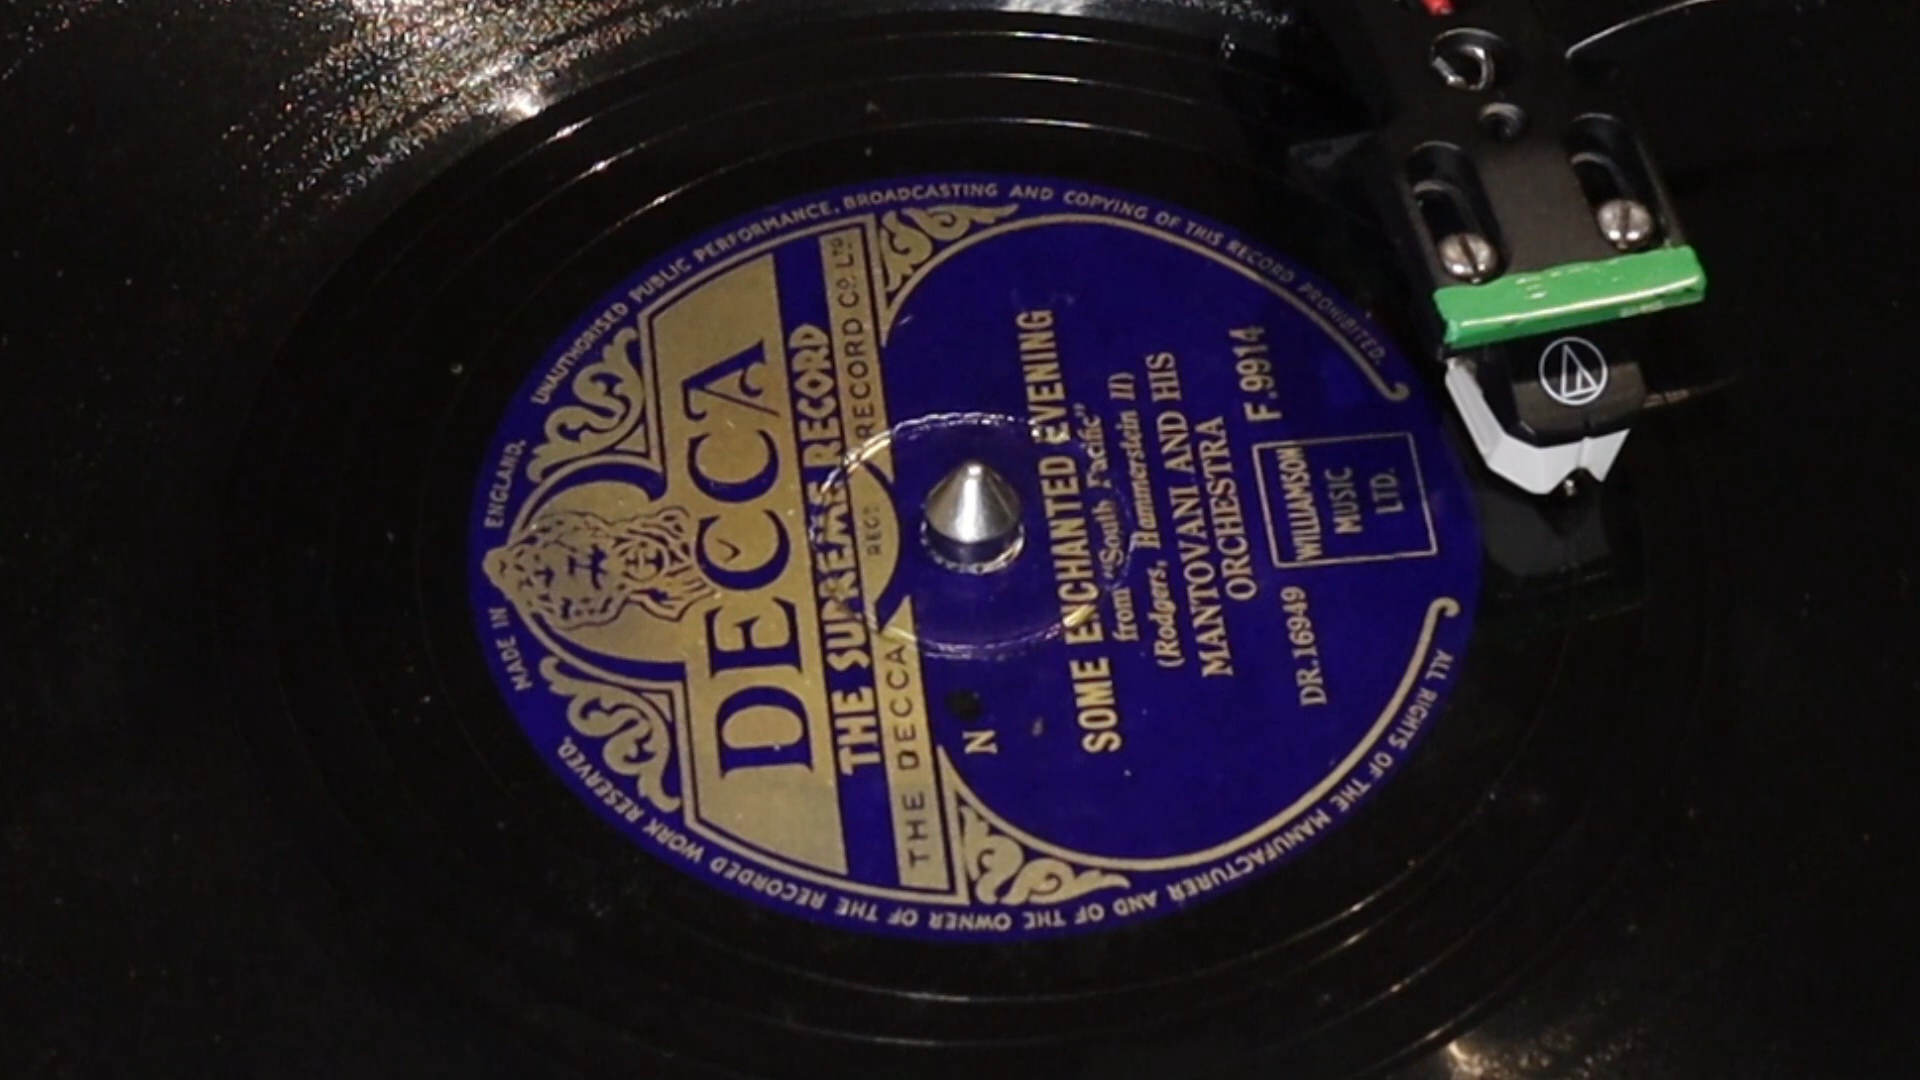 MADE IN ENGLAND.
UNAUTHORISED PUBLIC PERFORMANCE, BROADCASTING AND COPYING OF THIS RECORD PROHIBITED.
DECCA
THE SUPREME RECORD
THE DECCA RECORD Co. LTD.
REGD
N
SOME ENCHANTED EVENING
from "South Pacific"
(Rodgers, Hammerstein II)
MANTOVANI AND HIS
ORCHESTRA
DR.16949
F.9914
WILLIAMSON
MUSIC
LTD.
ALL RIGHTS OF THE MANUFACTURER AND OF THE OWNER OF THE RECORDED WORK RESERVED.